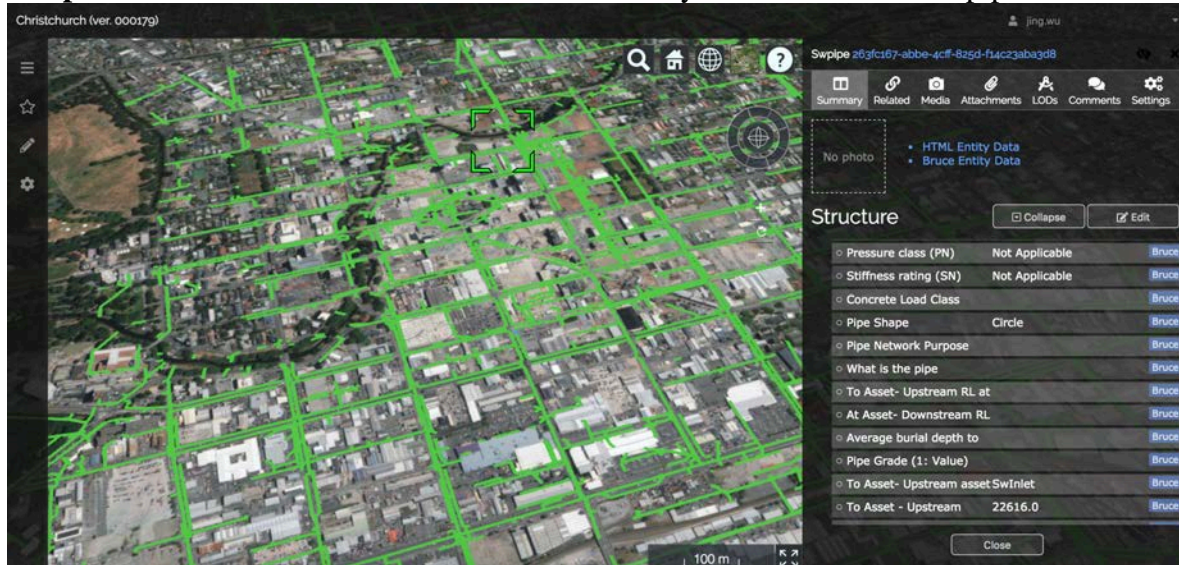 Christchurch (ver. 000179)
jing.wu
Swpipe 263fc167-abbe-4cff-825d-f14c23aba3d8
Summary Related Media Attachments LODs Comments Settings
No photo
HTML Entity Data
Bruce Entity Data
Structure
Collapse
Edit
Pressure class (PN) Not Applicable Bruce
Stiffness rating (SN) Not Applicable Bruce
Concrete Load Class Bruce
Pipe Shape Circle Bruce
Pipe Network Purpose Bruce
What is the pipe Bruce
To Asset- Upstream RL at Bruce
At Asset- Downstream RL Bruce
Average burial depth to Bruce
Pipe Grade (1: Value) Bruce
To Asset- Upstream asset SwInlet Bruce
To Asset - Upstream 22616.0 Bruce
Close
100 m